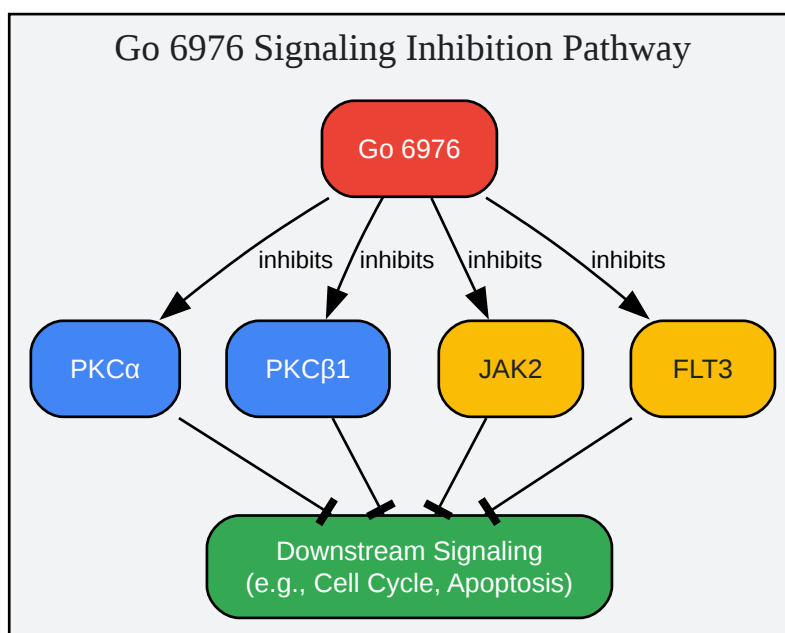 Go 6976 Signaling Inhibition Pathway
Go 6976
inhibits
inhibits
inhibits
inhibits
PKCα
PKCβ1
JAK2
FLT3
Downstream Signaling
(e.g., Cell Cycle, Apoptosis)